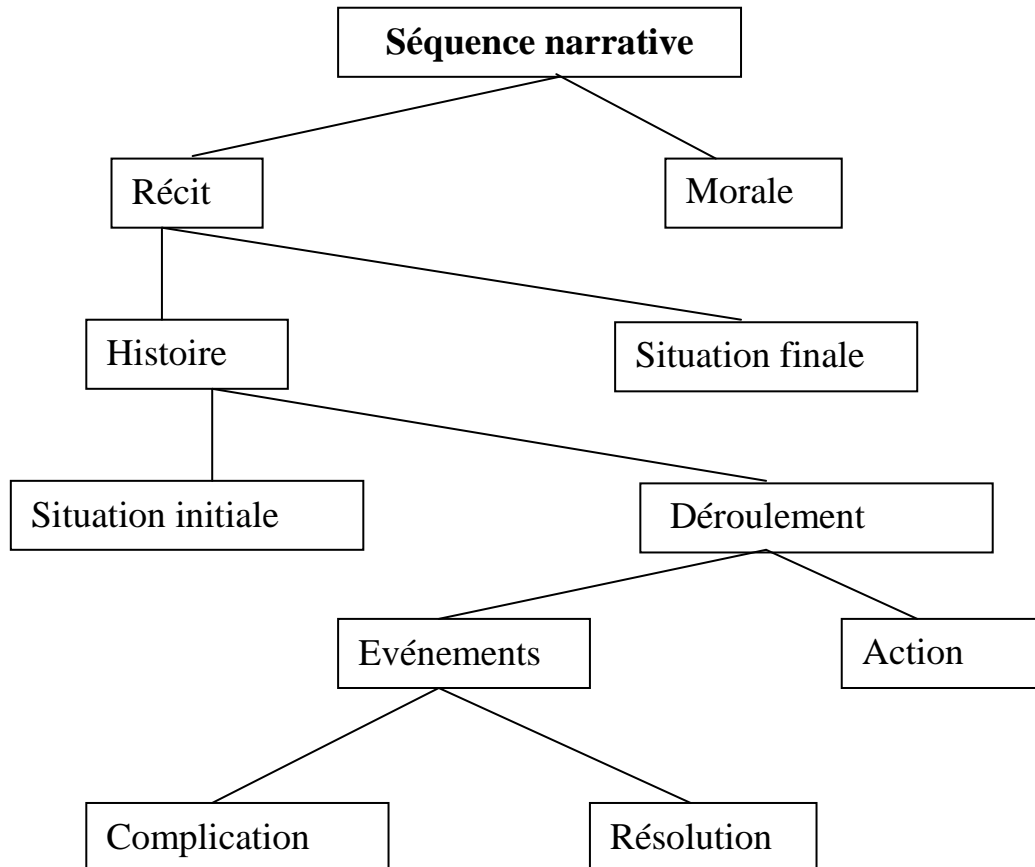 Séquence narrative
Récit
Morale
Histoire
Situation finale
Situation initiale
Déroulement
Evénements
Action
Complication
Résolution